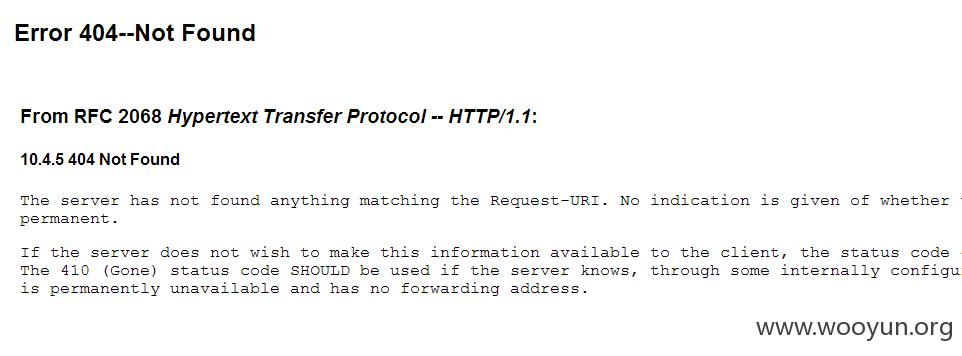 Error 404--Not Found
From RFC 2068 Hypertext Transfer Protocol -- HTTP/1.1:
10.4.5 404 Not Found
The server has not found anything matching the Request-URI. No indication is given of whether
permanent.
If the server does not wish to make this information available to the client, the status code
The 410 (Gone) status code SHOULD be used if the server knows, through some internally
is permanently unavailable and has no forwarding address.
www.wooyun.org